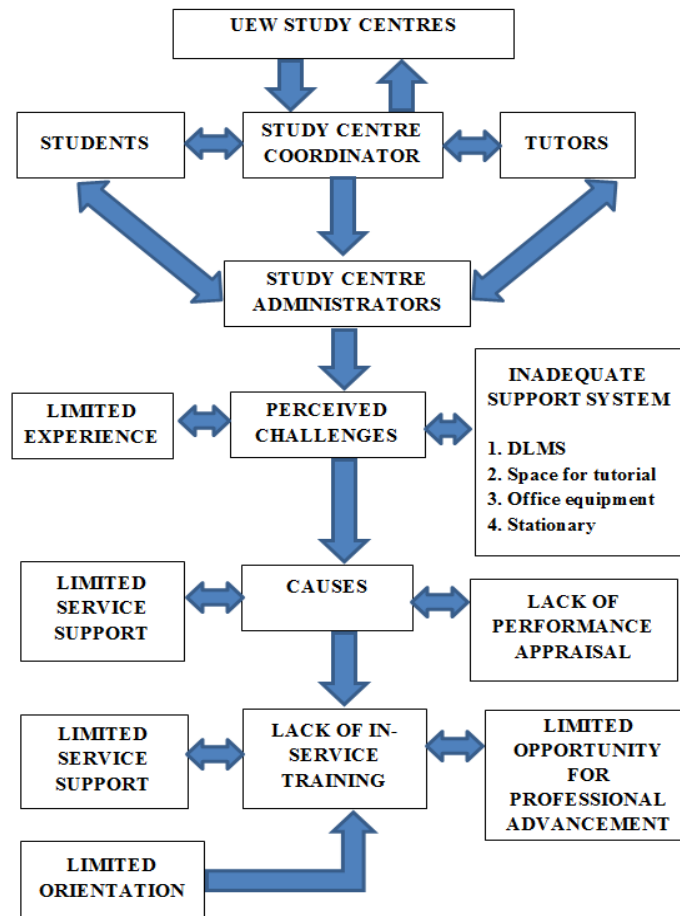 UEW STUDY CENTRES
STUDENTS
STUDY CENTRE
COORDINATOR
TUTORS
STUDY CENTRE
ADMINISTRATORS
LIMITED
EXPERIENCE
PERCEIVED
CHALLENGES
INADEQUATE
SUPPORT SYSTEM
1. DLMS
2. Space for tutorial
3. Office equipment
4. Stationary
LIMITED
SERVICE
SUPPORT
CAUSES
LACK OF
PERFORMANCE
APPRAISAL
LIMITED
SERVICE
SUPPORT
LACK OF IN-
SERVICE
TRAINING
LIMITED
OPPORTUNITY
FOR
PROFESSIONAL
ADVANCEMENT
LIMITED
ORIENTATION